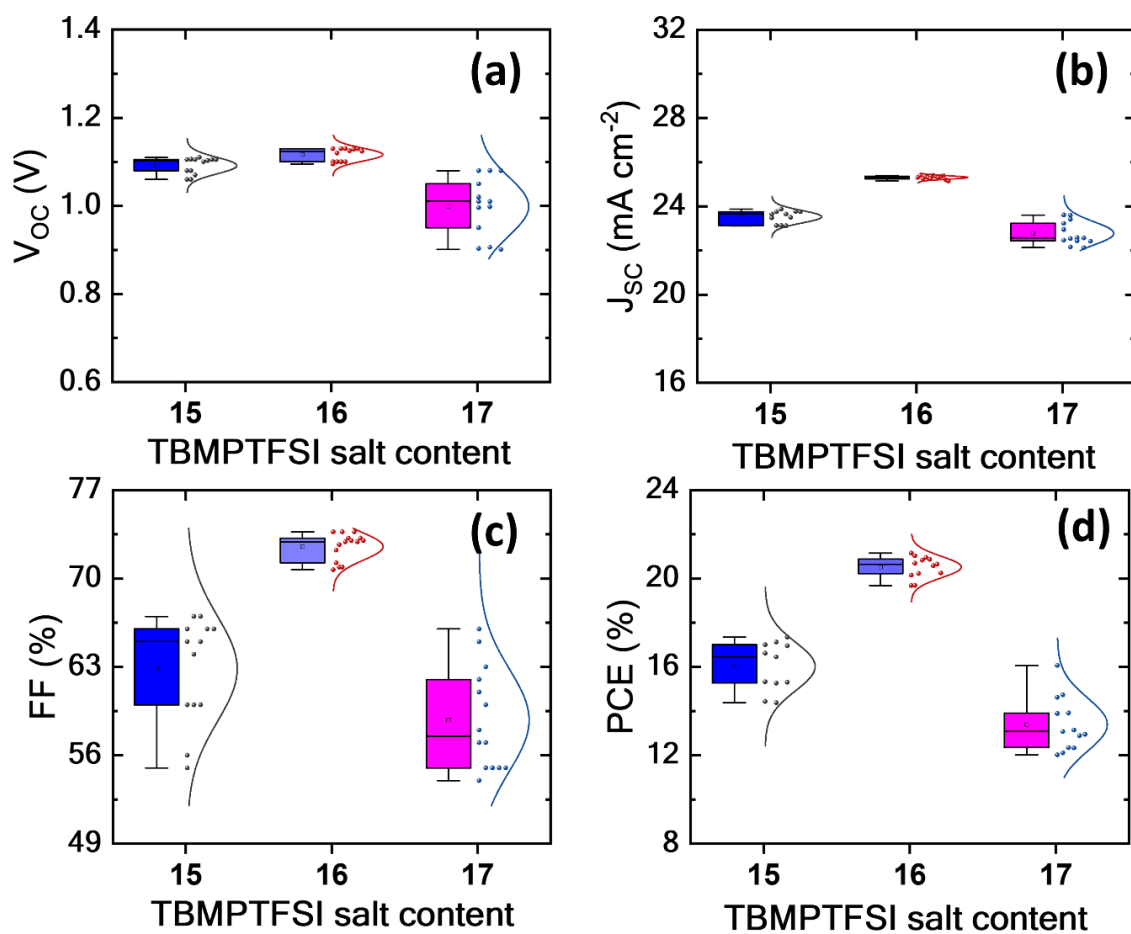 (a)
V_OC (V)
1.4
1.2
1.0
0.8
0.6
15 16 17
TBMPTFSI salt content
(b)
J_SC (mA cm⁻²)
32
28
24
20
16
15 16 17
TBMPTFSI salt content
(c)
FF (%)
77
70
63
56
49
15 16 17
TBMPTFSI salt content
(d)
PCE (%)
24
20
16
12
8
15 16 17
TBMPTFSI salt content